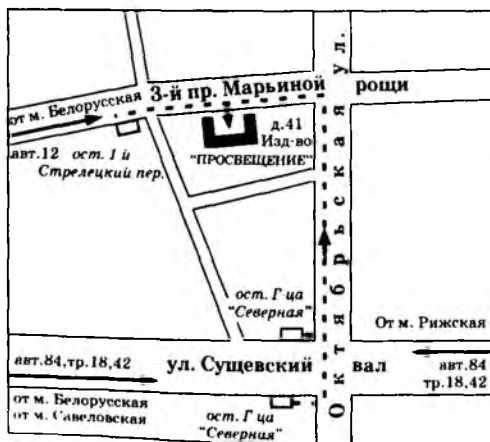 3-й пр. Марьиной рощи
от м. Белорусская
авт.12 ост. 1 й
Стрелецкий пер.
д.41
Изд-во
"ПРОСВЕЩЕНИЕ"
Октябрьская ул.
ост. Г-ца
"Северная"
От м. Рижская
авт.84,тр.18,42
ул. Сущевский вал
авт.84
тр.18,42
от м. Белорусская
от м. Савеловская
ост. Г-ца
"Северная"